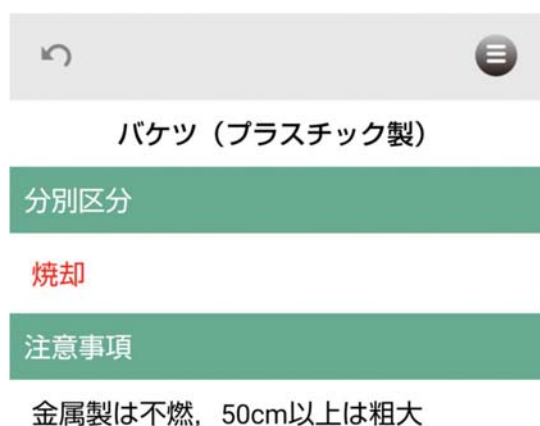 バケツ（プラスチック製）
分別区分
焼却
注意事項
金属製は不燃，50cm以上は粗大